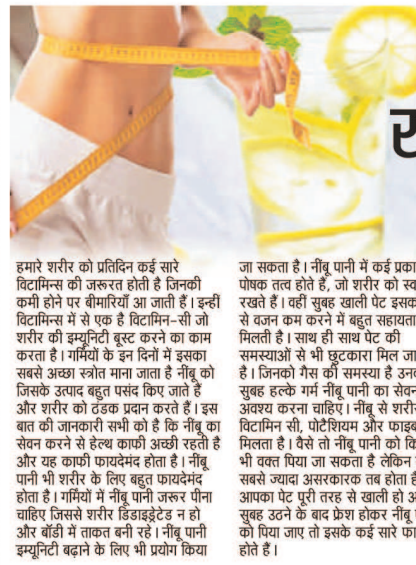 हमारे शरीर को प्रतिदिन कई सारे
विटामिन्स की जरूरत होती है जिनकी
कमी होने पर बीमारियाँ आ जाती हैं। इन्हीं
विटामिन्स में से एक है विटामिन-सी जो
शरीर की इम्युनिटी बूस्ट करने का काम
करता है। गर्मियों के इन दिनों में इसका
सबसे अच्छा स्त्रोत माना जाता है नींबू को
जिसके उत्पाद बहुत पसंद किए जाते हैं
और शरीर को ठंडक प्रदान करते हैं। इस
बात की जानकारी सभी को है कि नींबू का
सेवन करने से हेल्थ काफी अच्छी रहती है
और यह काफी फायदेमंद होता है। नींबू
पानी भी शरीर के लिए बहुत फायदेमंद
होता है। गर्मियों में नींबू पानी जरूर पीना
चाहिए जिससे शरीर डिडाइड्रेटेड न हो
और बॉडी में ताकत बनी रहे। नींबू पानी
इम्युनिटी बढ़ाने के लिए भी प्रयोग किया
जा सकता है। नींबू पानी में कई प्रका
पोषक तत्व होते हैं, जो शरीर को स्व
रखते हैं। वहीं सुबह खाली पेट इसक
से वजन कम करने में बहुत सहायता
मिलती है। साथ ही साथ पेट की
समस्याओं से भी छुटकारा मिल जा
है। जिनको गैस की समस्या है उनक
सुबह हल्के गर्म नींबू पानी का सेवन
अवश्य करना चाहिए। नींबू से शरीर
विटामिन सी, पोटैशियम और फाइब
मिलता है। वैसे तो नींबू पानी को कि
भी वक्त पिया जा सकता है लेकिन
सबसे ज्यादा असरकारक तब होता है
आपका पेट पूरी तरह से खाली हो अ
सुबह उठने के बाद फ्रेश होकर नींबू
को पिया जाए तो इसके कई सारे फा
होते हैं।